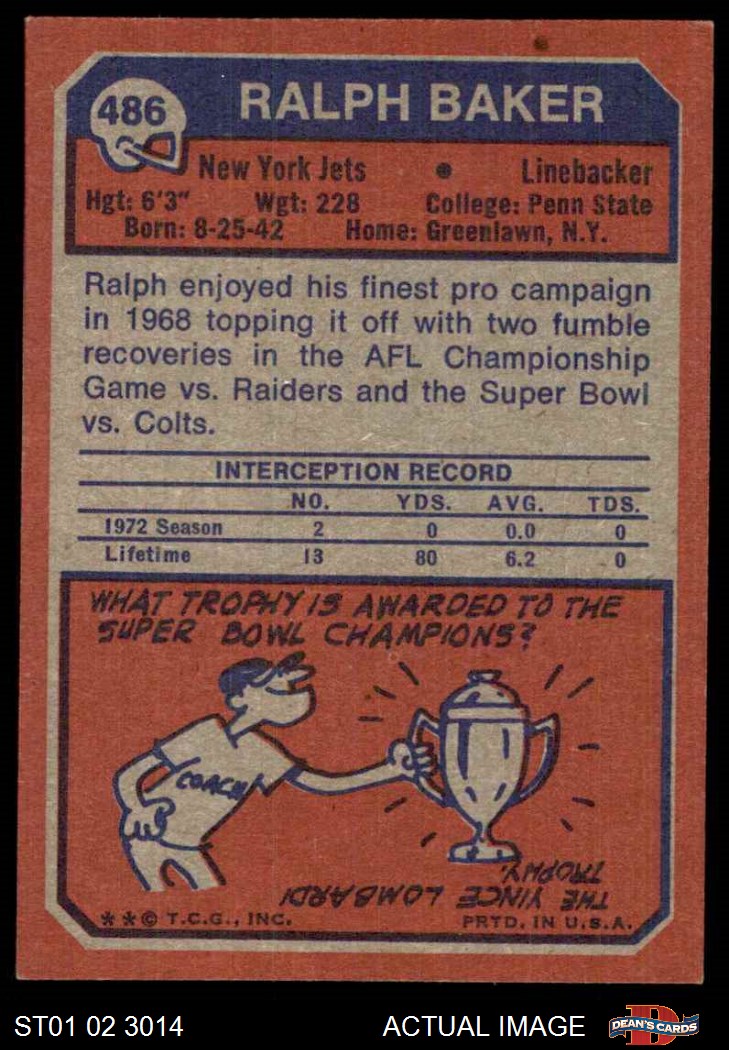 486
RALPH BAKER
New York Jets • Linebacker
Hgt: 6'3" Wgt: 228 College: Penn State
Born: 8-25-42 Home: Greenlawn, N.Y.
Ralph enjoyed his finest pro campaign
in 1968 topping it off with two fumble
recoveries in the AFL Championship
Game vs. Raiders and the Super Bowl
vs. Colts.
INTERCEPTION RECORD
NO. YDS. AVG. TDS.
1972 Season 2 0 0.0 0
Lifetime 13 80 6.2 0
WHAT TROPHY IS AWARDED TO THE
SUPER BOWL CHAMPIONS?
COACH
THE VINCE LOMBARDI
TROPHY.
**© T.C.G., INC. PRTD. IN U.S.A.
ST01 02 3014 ACTUAL IMAGE DEAN'S CARDS